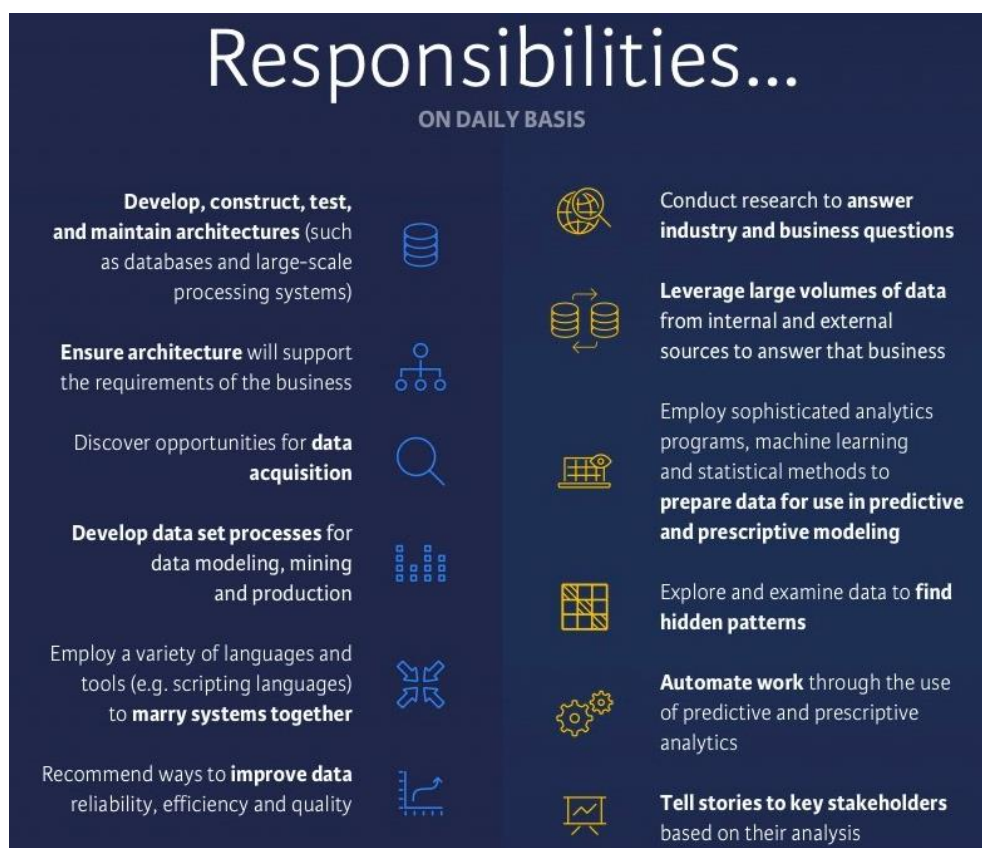 Responsibilities...
ON DAILY BASIS
Develop, construct, test,
and maintain architectures (such
as databases and large-scale
processing systems)
Ensure architecture will support
the requirements of the business
Discover opportunities for data
acquisition
Develop data set processes for
data modeling, mining
and production
Employ a variety of languages and
tools (e.g. scripting languages)
to marry systems together
Recommend ways to improve data
reliability, efficiency and quality
Conduct research to answer
industry and business questions
Leverage large volumes of data
from internal and external
sources to answer that business
Employ sophisticated analytics
programs, machine learning
and statistical methods to
prepare data for use in predictive
and prescriptive modeling
Explore and examine data to find
hidden patterns
Automate work through the use
of predictive and prescriptive
analytics
Tell stories to key stakeholders
based on their analysis